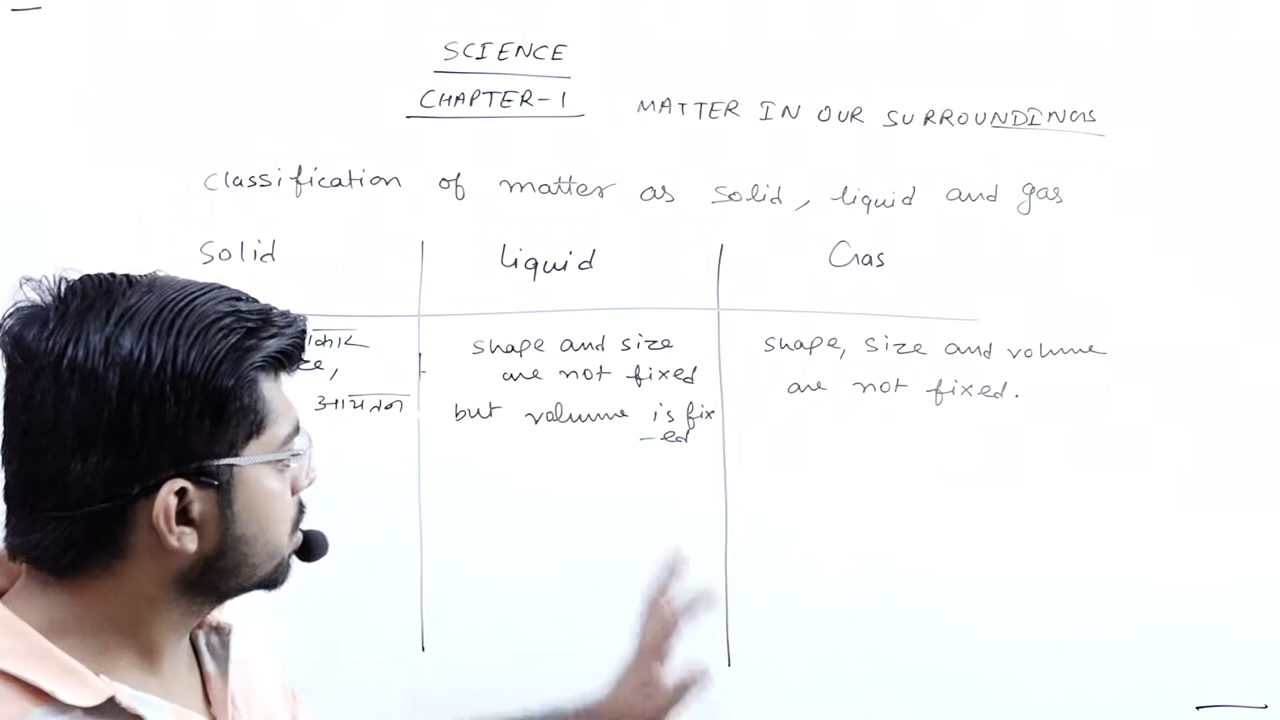 SCIENCE
CHAPTER-1 MATTER IN OUR SURROUNDINGS
Classification of matter as solid, liquid and gas
Solid
liquid
Gas
shape and size
are not fixed
but volume is fix
-ed
shape, size and volume
are not fixed.
आयतन